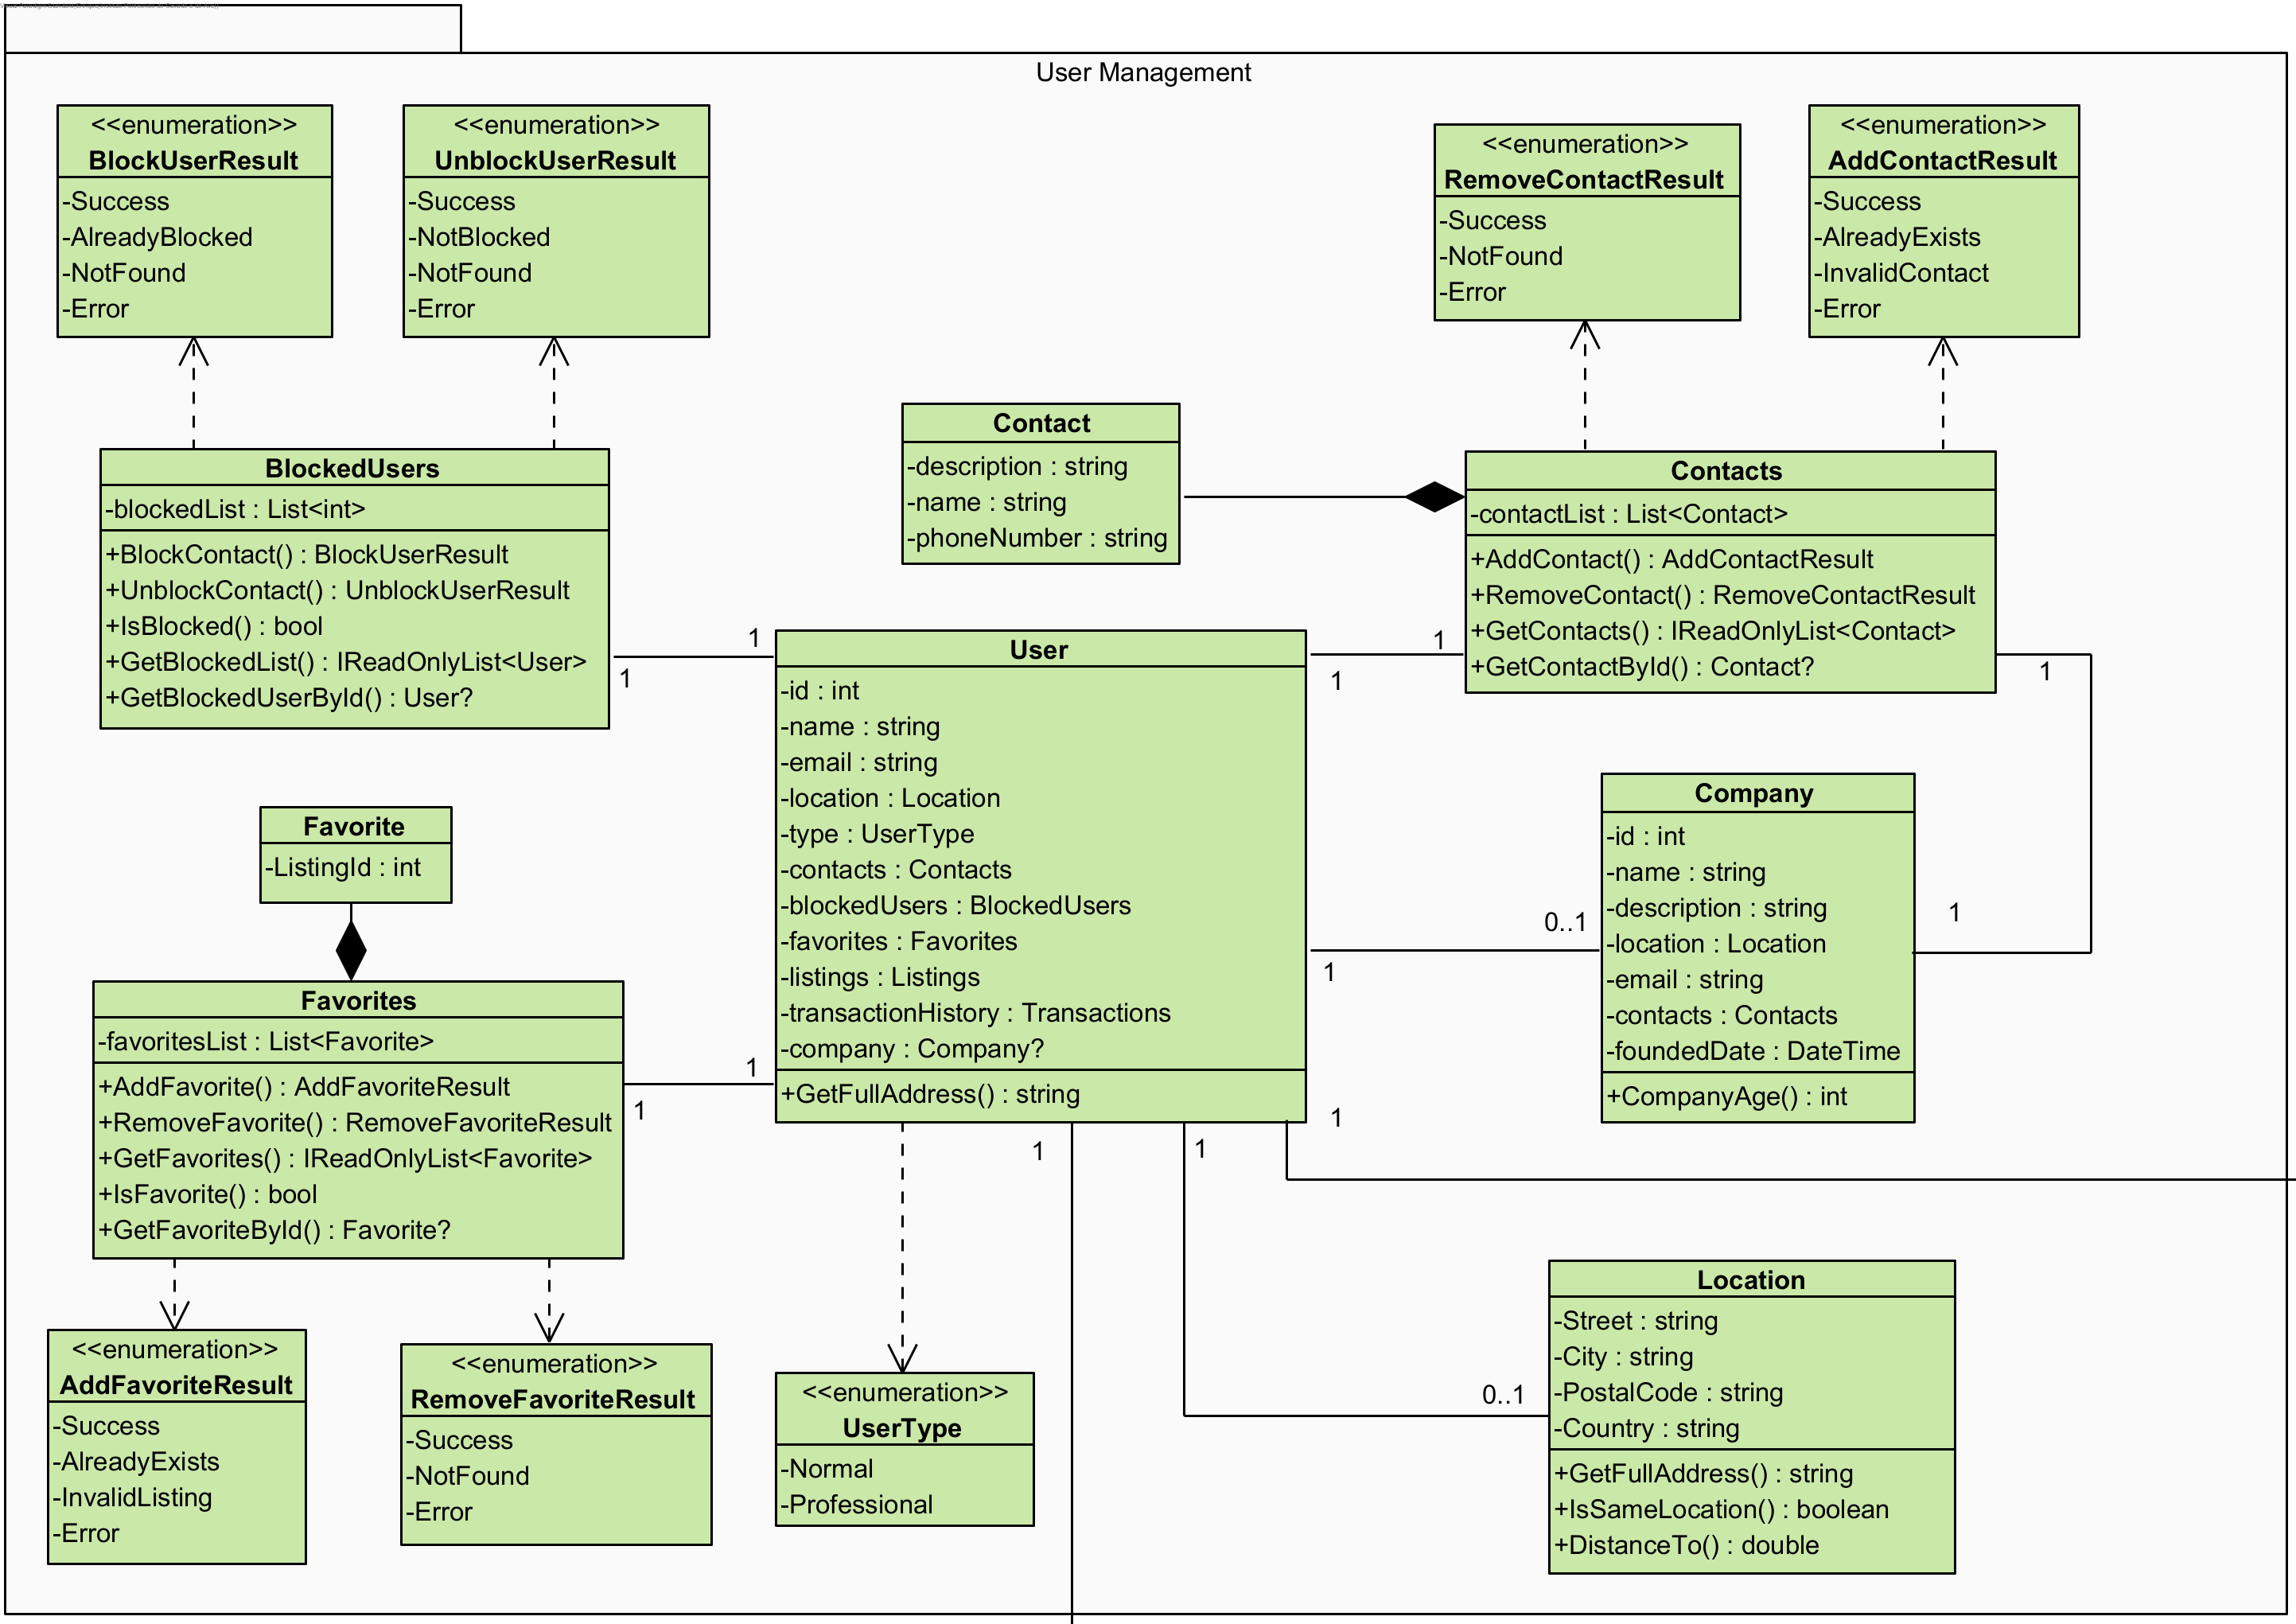 User Management
<<enumeration>>
BlockUserResult
-Success
-AlreadyBlocked
-NotFound
-Error
<<enumeration>>
UnblockUserResult
-Success
-NotBlocked
-NotFound
-Error
<<enumeration>>
RemoveContactResult
-Success
-NotFound
-Error
<<enumeration>>
AddContactResult
-Success
-AlreadyExists
-InvalidContact
-Error
BlockedUsers
-blockedList : List<int>
+BlockContact() : BlockUserResult
+UnblockContact() : UnblockUserResult
+IsBlocked() : bool
+GetBlockedList() : IReadOnlyList<User>
+GetBlockedUserById() : User?
1
1
Contact
-description : string
-name : string
-phoneNumber : string
Contacts
-contactList : List<Contact>
+AddContact() : AddContactResult
+RemoveContact() : RemoveContactResult
+GetContacts() : IReadOnlyList<Contact>
+GetContactById() : Contact?
1
1
1
User
-id : int
-name : string
-email : string
-location : Location
-type : UserType
-contacts : Contacts
-blockedUsers : BlockedUsers
-favorites : Favorites
-listings : Listings
-transactionHistory : Transactions
-company : Company?
+GetFullAddress() : string
Company
-id : int
-name : string
-description : string
-location : Location
-email : string
-contacts : Contacts
-foundedDate : DateTime
+CompanyAge() : int
0..1
1
1
Favorite
-ListingId : int
Favorites
-favoritesList : List<Favorite>
+AddFavorite() : AddFavoriteResult
+RemoveFavorite() : RemoveFavoriteResult
+GetFavorites() : IReadOnlyList<Favorite>
+IsFavorite() : bool
+GetFavoriteById() : Favorite?
1
1
1
1
1
<<enumeration>>
AddFavoriteResult
-Success
-AlreadyExists
-InvalidListing
-Error
<<enumeration>>
RemoveFavoriteResult
-Success
-NotFound
-Error
<<enumeration>>
UserType
-Normal
-Professional
0..1
Location
-Street : string
-City : string
-PostalCode : string
-Country : string
+GetFullAddress() : string
+IsSameLocation() : boolean
+DistanceTo() : double